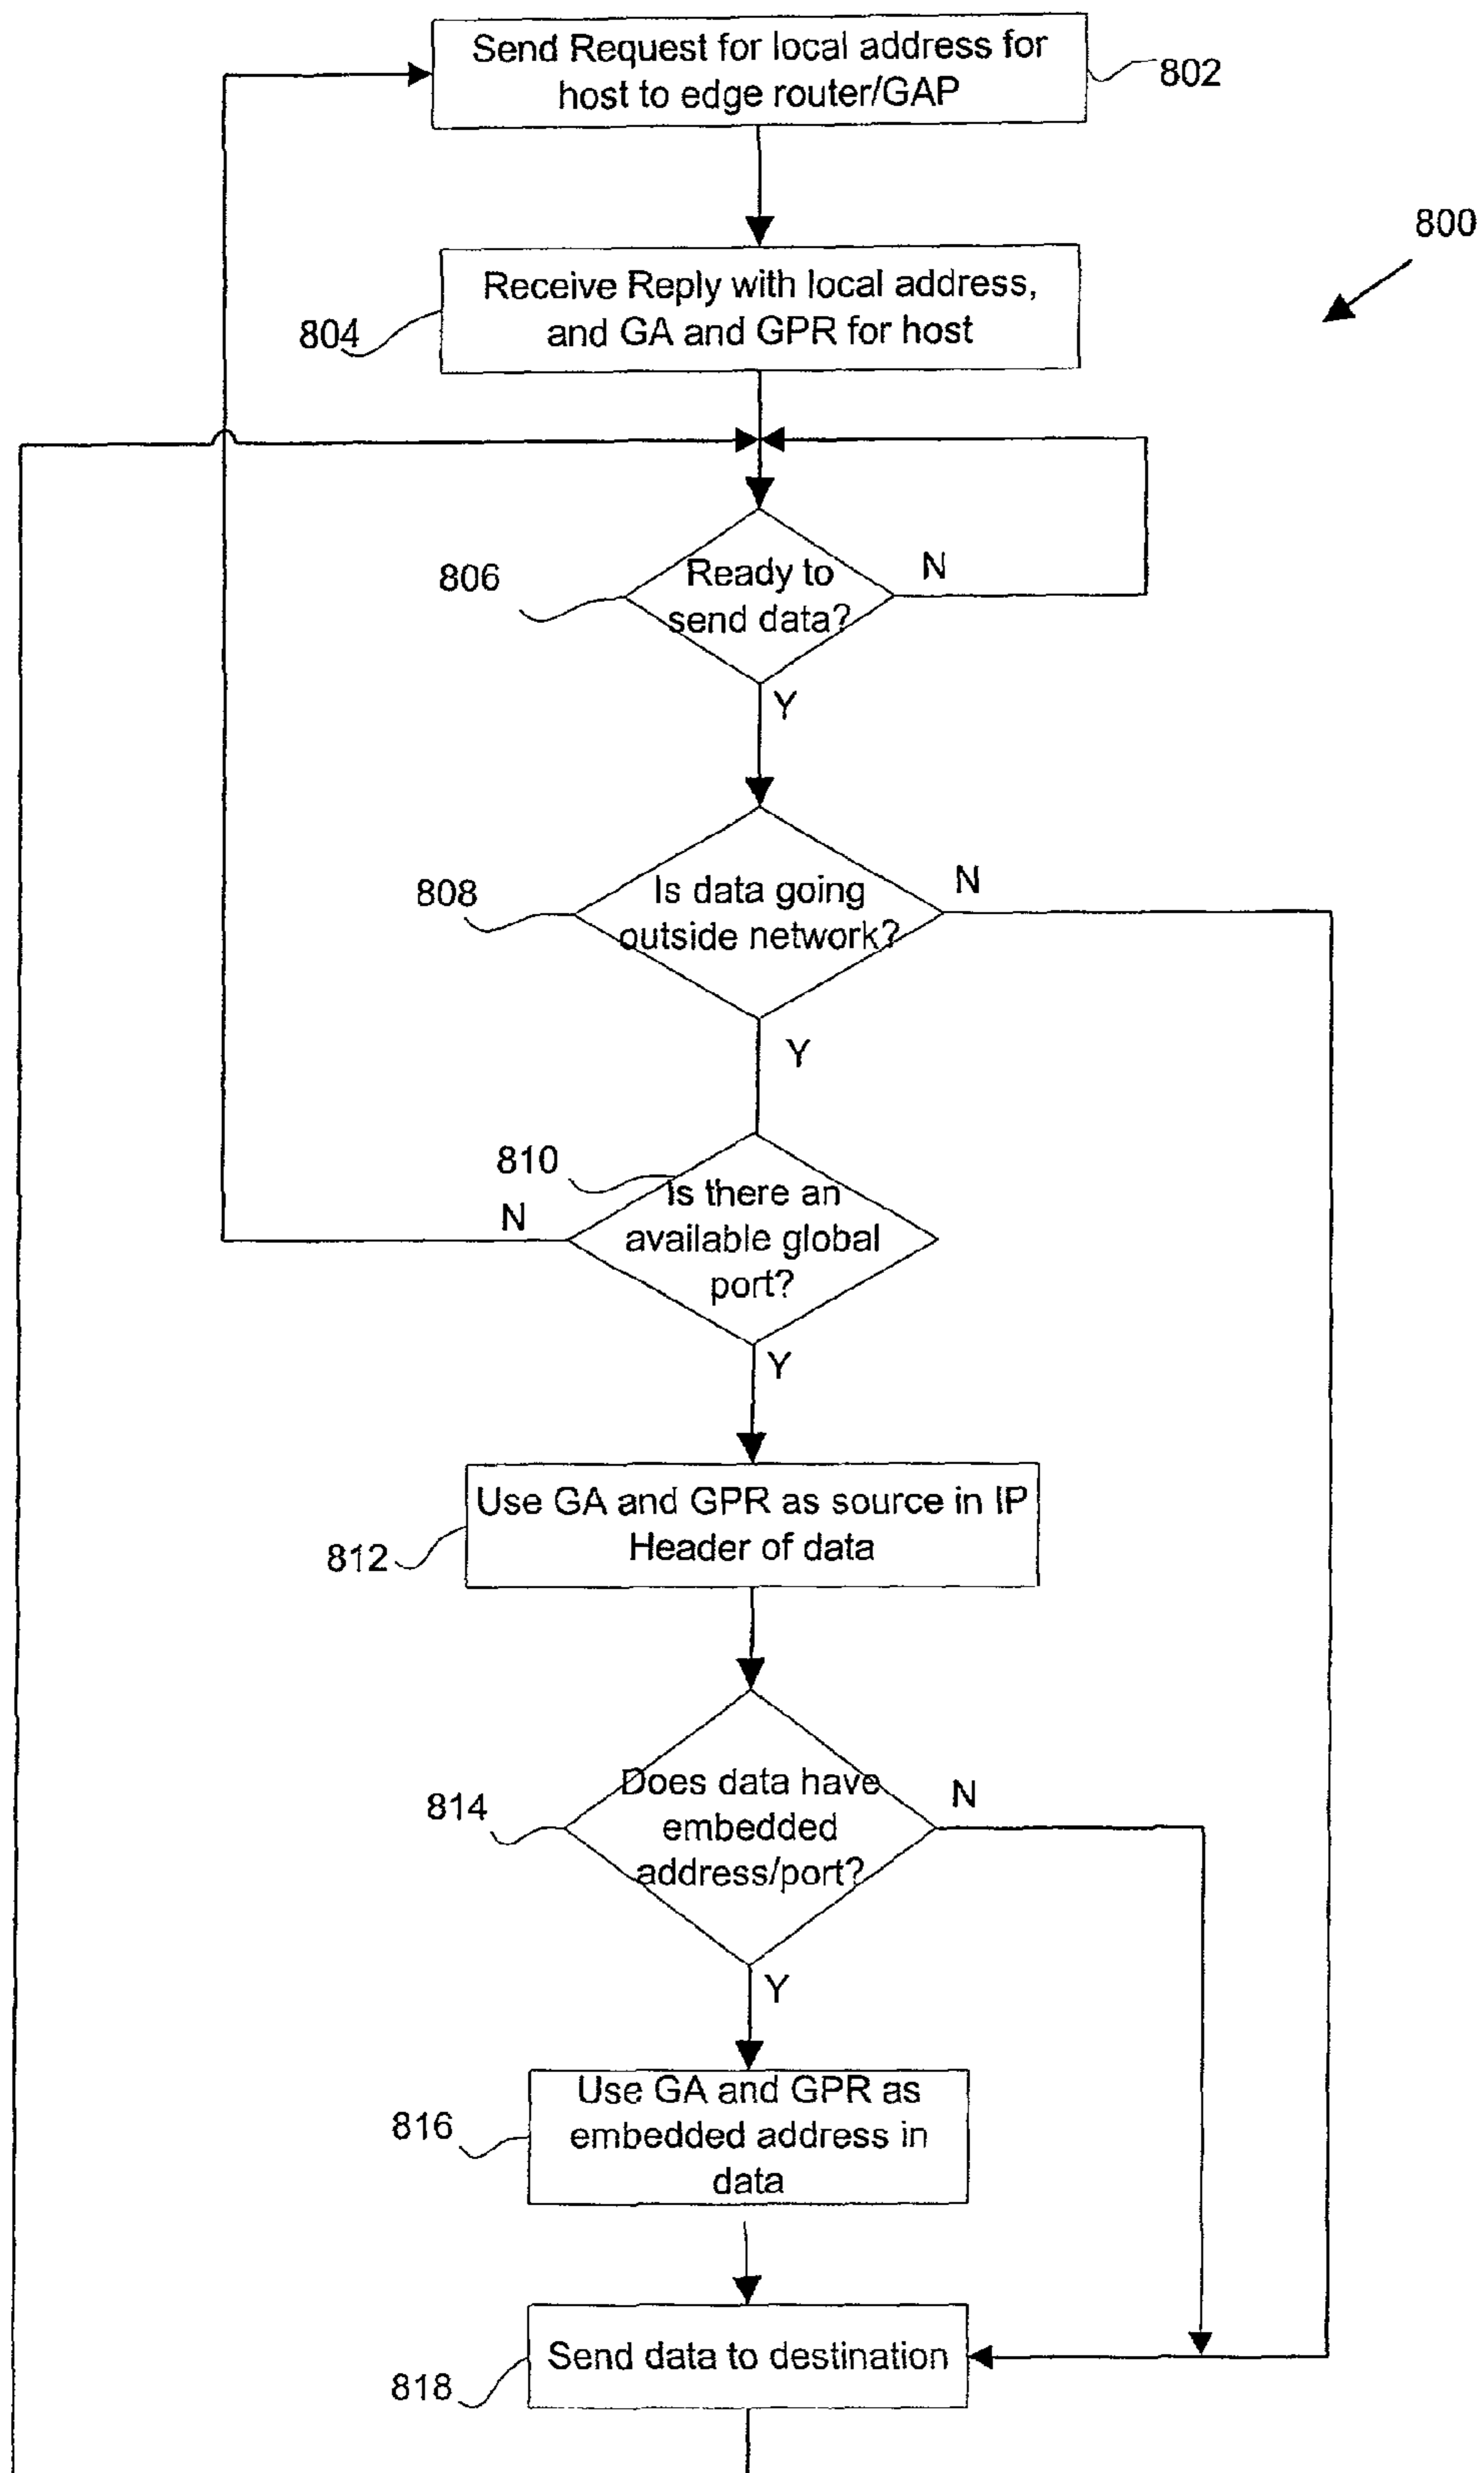 Send Request for local address for
host to edge router/GAP
802
800
Receive Reply with local address,
and GA and GPR for host
804
806
Ready to
send data?
N
Y
808
Is data going
outside network?
N
Y
810
Is there an
available global
port?
N
Y
Use GA and GPR as source in IP
Header of data
812
814
Does data have
embedded
address/port?
N
Y
Use GA and GPR as
embedded address in
data
816
Send data to destination
818